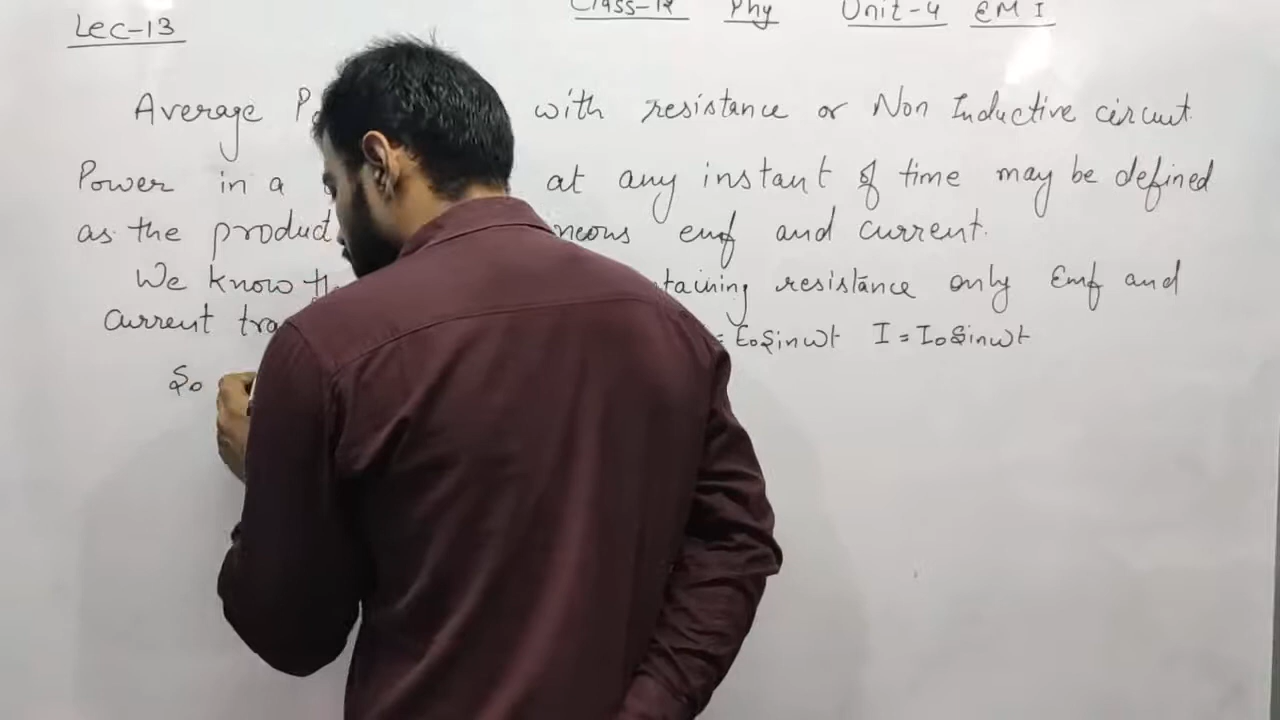 Class-12 Phy Unit-4 EMI
Lec-13
Average with resistance or Non Inductive circuit.
Power in a at any instant of time may be defined
as the product emf and current.
We know resistance only Emf and
current = E₀Sinωt I = I₀Sinωt
So